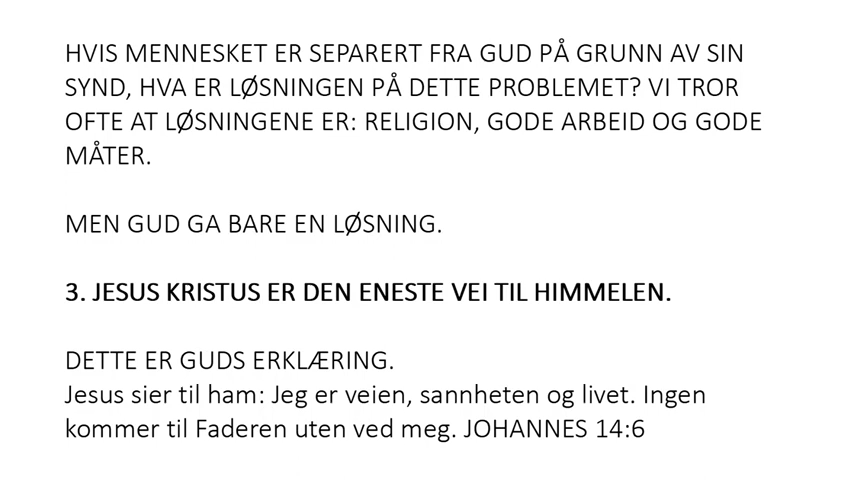 HVIS MENNESKET ER SEPARERT FRA GUD PÅ GRUNN AV SIN
SYND, HVA ER LØSNINGEN PÅ DETTE PROBLEMET? VI TROR
OFTE AT LØSNINGENE ER: RELIGION, GODE ARBEID OG GODE
MÅTER.
MEN GUD GA BARE EN LØSNING.
3. JESUS KRISTUS ER DEN ENESTE VEI TIL HIMMELEN.
DETTE ER GUDS ERKLÆRING.
Jesus sier til ham: Jeg er veien, sannheten og livet. Ingen
kommer til Faderen uten ved meg. JOHANNES 14:6